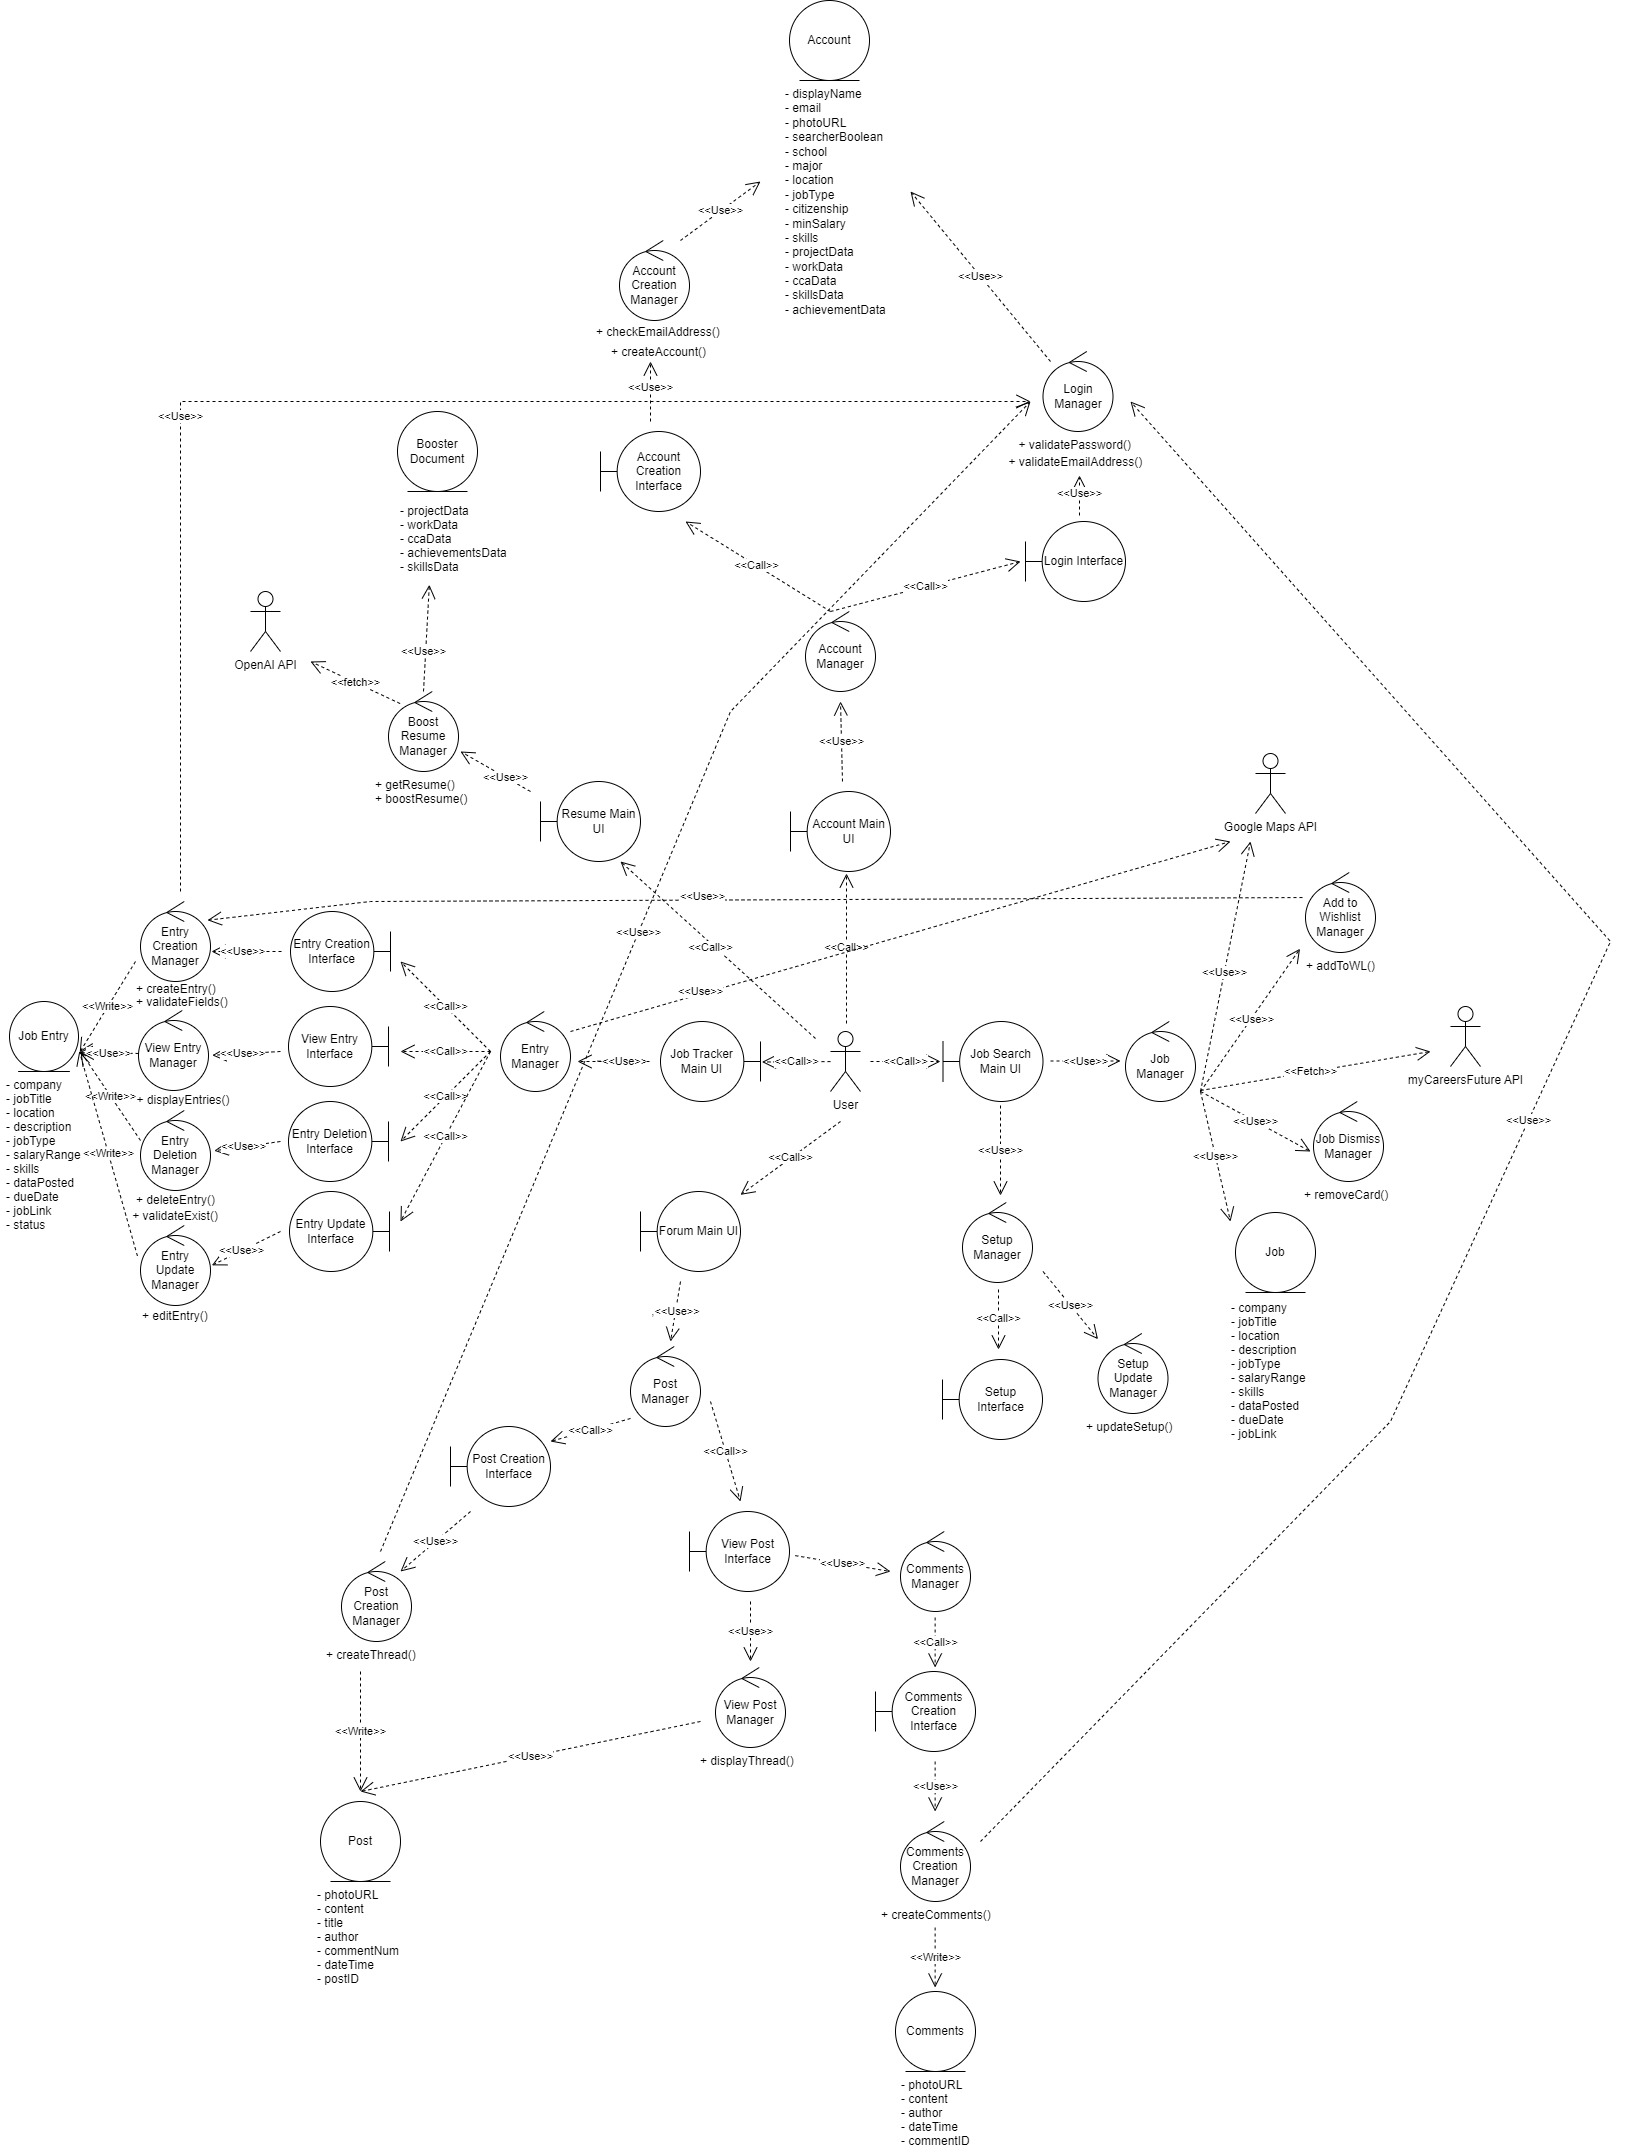 Account
- displayName
- email
- photoURL
- searcherBoolean
- school
- major
- location
- jobType
- citizenship
- minSalary
- skills
- projectData
- workData
- ccaData
- skillsData
- achievementData
<<Use>>
<<Use>>
Account
Creation
Manager
+ checkEmailAddress()
+ createAccount()
<<Use>>
<<Use>>
Login
Manager
+ validatePassword()
+ validateEmailAddress()
<<Use>>
Booster
Document
- projectData
- workData
- ccaData
- achievementsData
- skillsData
Account
Creation
Interface
Login Interface
<<Call>>
<<Call>>
OpenAI API
<<fetch>>
<<Use>>
Account
Manager
Boost
Resume
Manager
+ getResume()
+ boostResume()
<<Use>>
<<Use>>
Resume Main
UI
Account Main
UI
Google Maps API
<<Use>>
<<Use>>
<<Call>>
<<Call>>
<<Use>>
<<Use>>
Add to
Wishlist
Manager
+ addToWL()
Entry
Creation
Manager
+ createEntry()
+ validateFields()
<<Use>>
Entry Creation
Interface
<<Call>>
<<Write>>
Job Entry
- company
- jobTitle
- location
- description
- jobType
- salaryRange
- skills
- dataPosted
- dueDate
- jobLink
- status
<<Use>>
View Entry
Manager
+ displayEntries()
<<Use>>
View Entry
Interface
<<Call>>
<<Write>>
Entry
Deletion
Manager
+ deleteEntry()
+ validateExist()
<<Use>>
Entry Deletion
Interface
<<Call>>
<<Write>>
Entry
Update
Manager
+ editEntry()
<<Use>>
Entry Update
Interface
<<Call>>
Entry
Manager
<<Use>>
Job Tracker
Main UI
<<Call>>
User
<<Call>>
Job Search
Main UI
<<Use>>
Job
Manager
<<Use>>
<<Use>>
<<Fetch>>
myCareersFuture API
<<Use>>
Job Dismiss
Manager
+ removeCard()
<<Use>>
<<Use>>
Job
- company
- jobTitle
- location
- description
- jobType
- salaryRange
- skills
- dataPosted
- dueDate
- jobLink
<<Call>>
Forum Main UI
<<Use>>
Setup
Manager
<<Call>>
<<Use>>
Setup
Interface
Setup
Update
Manager
+ updateSetup()
,<<Use>>
Post
Manager
<<Call>>
<<Call>>
Post Creation
Interface
<<Use>>
View Post
Interface
<<Use>>
Comments
Manager
Post
Creation
Manager
+ createThread()
<<Use>>
<<Call>>
View Post
Manager
+ displayThread()
Comments
Creation
Interface
<<Write>>
<<Use>>
<<Use>>
Post
- photoURL
- content
- title
- author
- commentNum
- dateTime
- postID
Comments
Creation
Manager
+ createComments()
<<Write>>
Comments
- photoURL
- content
- author
- dateTime
- commentID